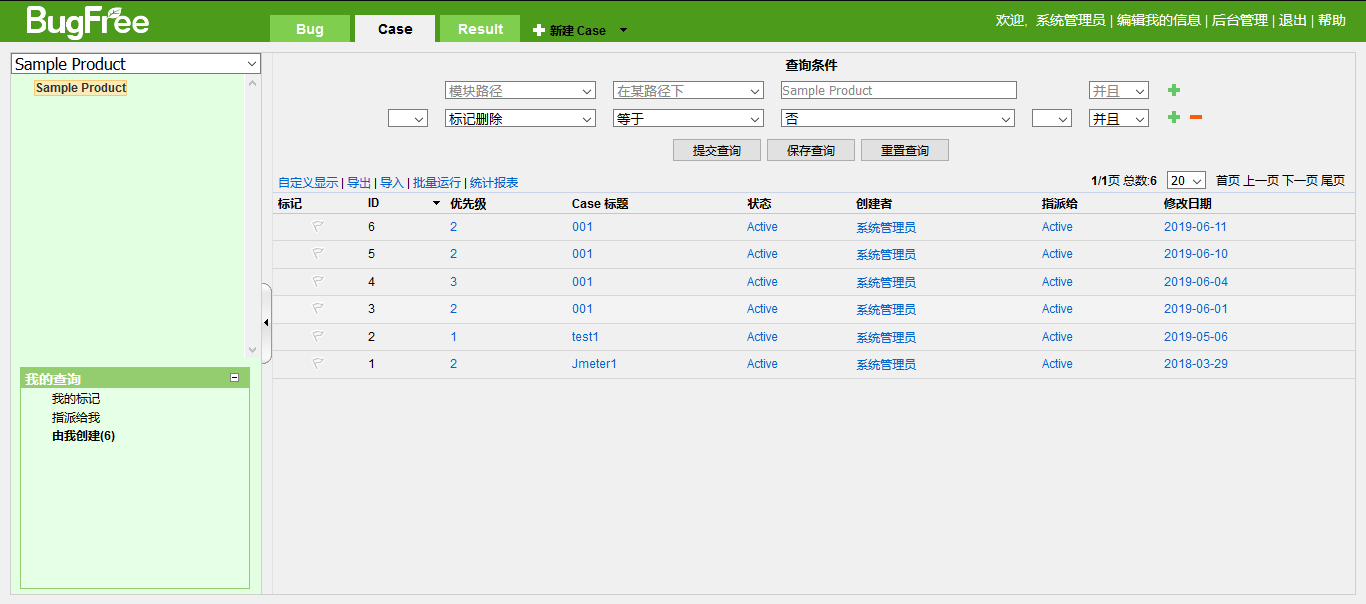 BugFree
Bug Case Result 新建 Case
欢迎, 系统管理员 | 编辑我的信息 | 后台管理 | 退出 | 帮助
Sample Product
Sample Product
我的查询
我的标记
指派给我
由我创建(6)
查询条件
模块路径 在某路径下 Sample Product 并且
标记删除 等于 否 并且
提交查询 保存查询 重置查询
自定义显示 | 导出 | 导入 | 批量运行 | 统计报表 1/1页 总数:6 20 首页 上一页 下一页 尾页
标记 ID 优先级 Case 标题 状态 创建者 指派给 修改日期
6 2 001 Active 系统管理员 Active 2019-06-11
5 2 001 Active 系统管理员 Active 2019-06-10
4 3 001 Active 系统管理员 Active 2019-06-04
3 2 001 Active 系统管理员 Active 2019-06-01
2 1 test1 Active 系统管理员 Active 2019-05-06
1 2 Jmeter1 Active 系统管理员 Active 2018-03-29